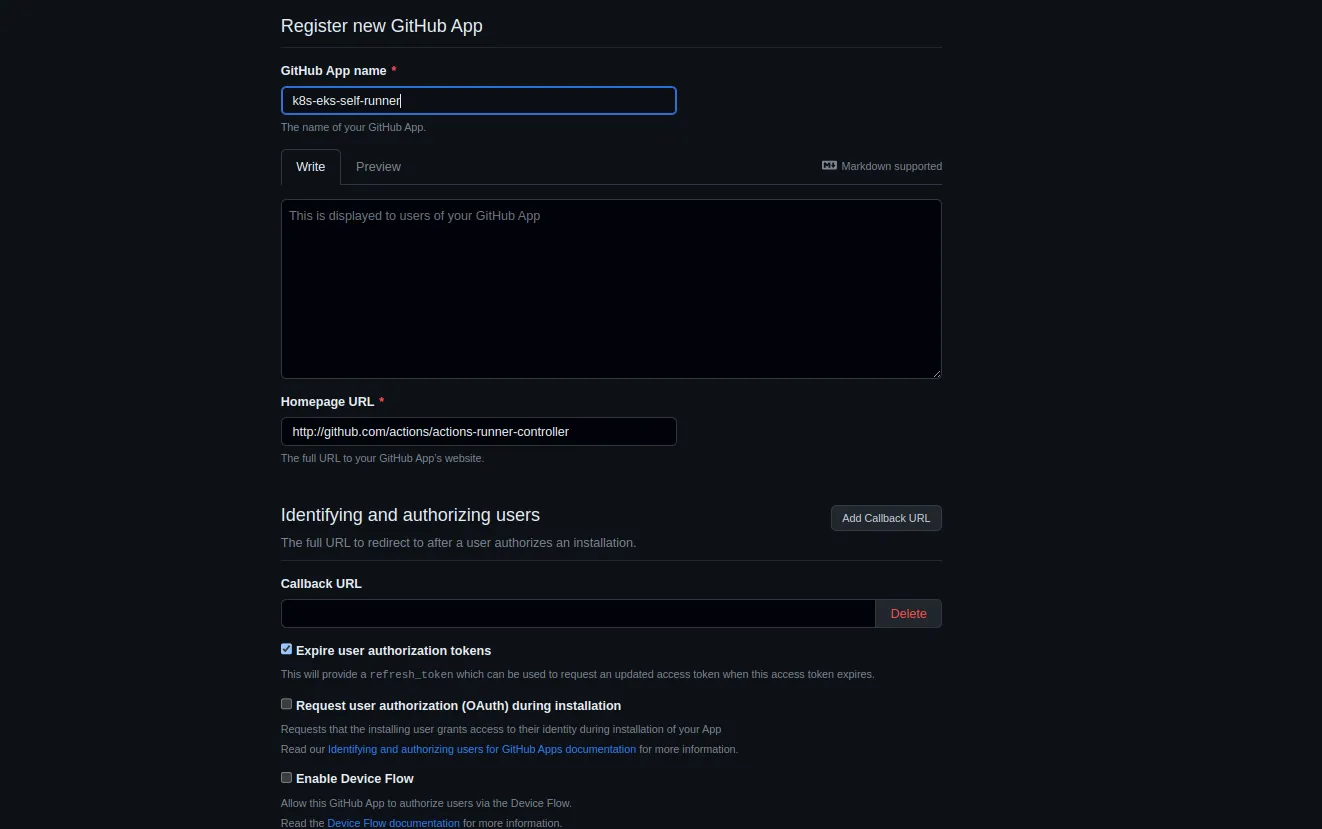 Register new GitHub App
GitHub App name *
k8s-eks-self-runner
The name of your GitHub App.
Write Preview Markdown supported
This is displayed to users of your GitHub App
Homepage URL *
http://github.com/actions/actions-runner-controller
The full URL to your GitHub App's website.
Identifying and authorizing users Add Callback URL
The full URL to redirect to after a user authorizes an installation.
Callback URL
Delete
Expire user authorization tokens
This will provide a refresh_token which can be used to request an updated access token when this access token expires.
Request user authorization (OAuth) during installation
Requests that the installing user grants access to their identity during installation of your App
Read our Identifying and authorizing users for GitHub Apps documentation for more information.
Enable Device Flow
Allow this GitHub App to authorize users via the Device Flow.
Read the Device Flow documentation for more information.